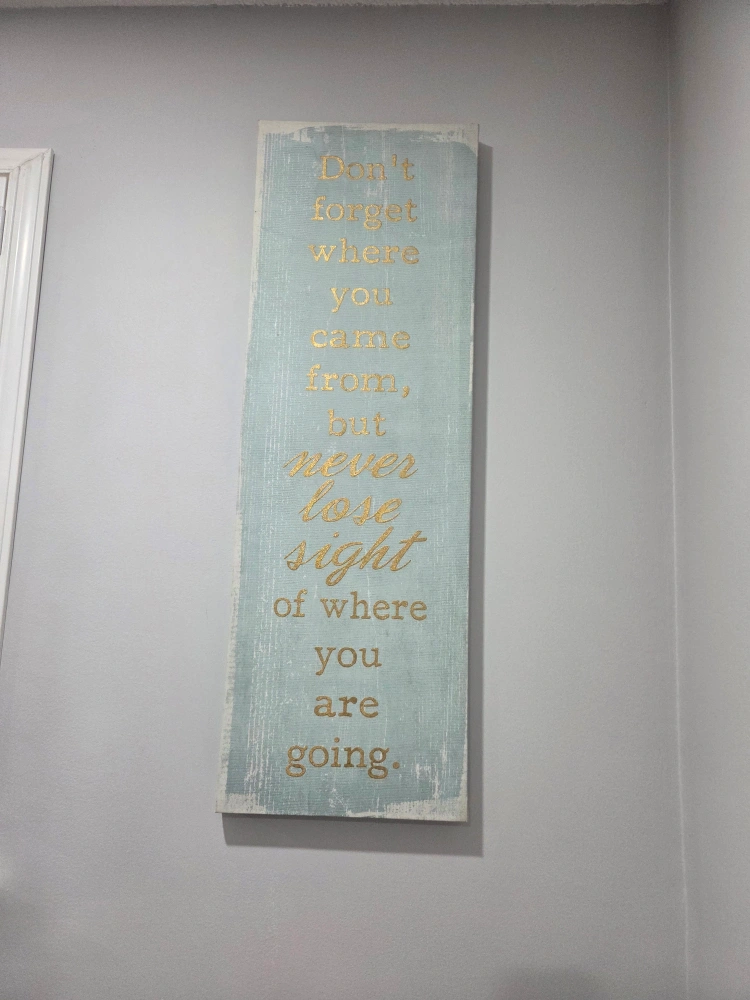 Don't
forget
where
you
came
from,
but
never
lose
sight
of where
you
are
going.